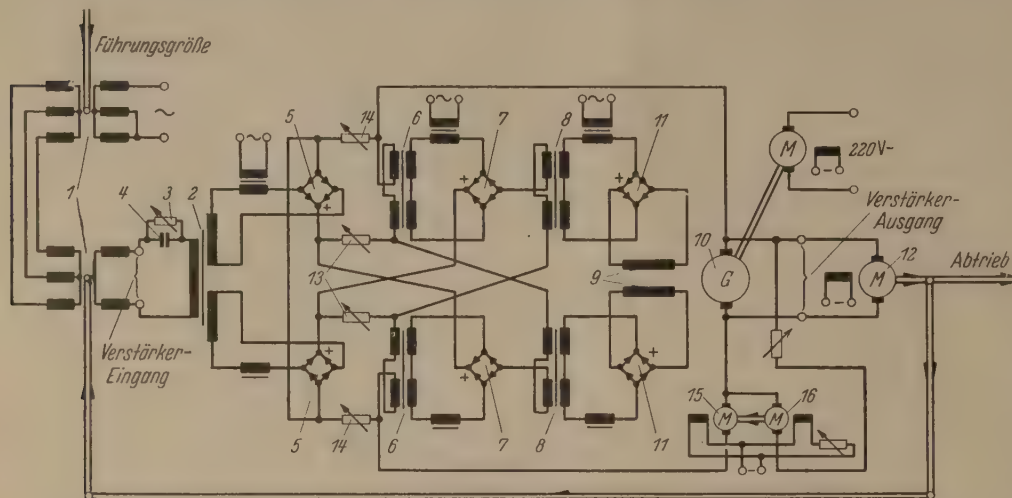 Führungsgröße
~
1
4
3
2
~
5
+
14
6
~
7
+
8
~
11
+
M
220V-
-
Verstärker-
Ausgang
10
G
9
13
12
M
-
Abtrieb
Verstärker-
Eingang
5
+
14
6
7
+
8
11
+
15
M
16
M
-